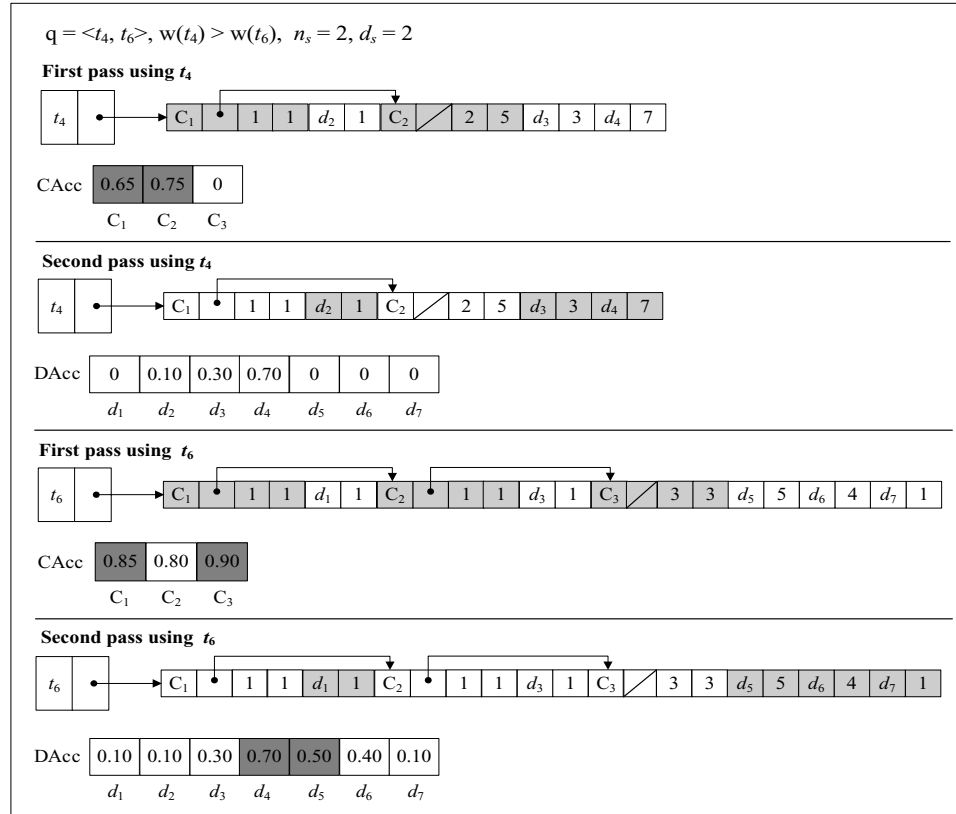 q = <t4, t6>, w(t4) > w(t6), ns = 2, ds = 2
First pass using t4
t4 C1 1 1 d2 1 C2 2 5 d3 3 d4 7
CAcc 0.65 0.75 0
C1 C2 C3
Second pass using t4
t4 C1 1 1 d2 1 C2 2 5 d3 3 d4 7
DAcc 0 0.10 0.30 0.70 0 0 0
d1 d2 d3 d4 d5 d6 d7
First pass using t6
t6 C1 1 1 d1 1 C2 1 1 d3 1 C3 3 3 d5 5 d6 4 d7 1
CAcc 0.85 0.80 0.90
C1 C2 C3
Second pass using t6
t6 C1 1 1 d1 1 C2 1 1 d3 1 C3 3 3 d5 5 d6 4 d7 1
DAcc 0.10 0.10 0.30 0.70 0.50 0.40 0.10
d1 d2 d3 d4 d5 d6 d7